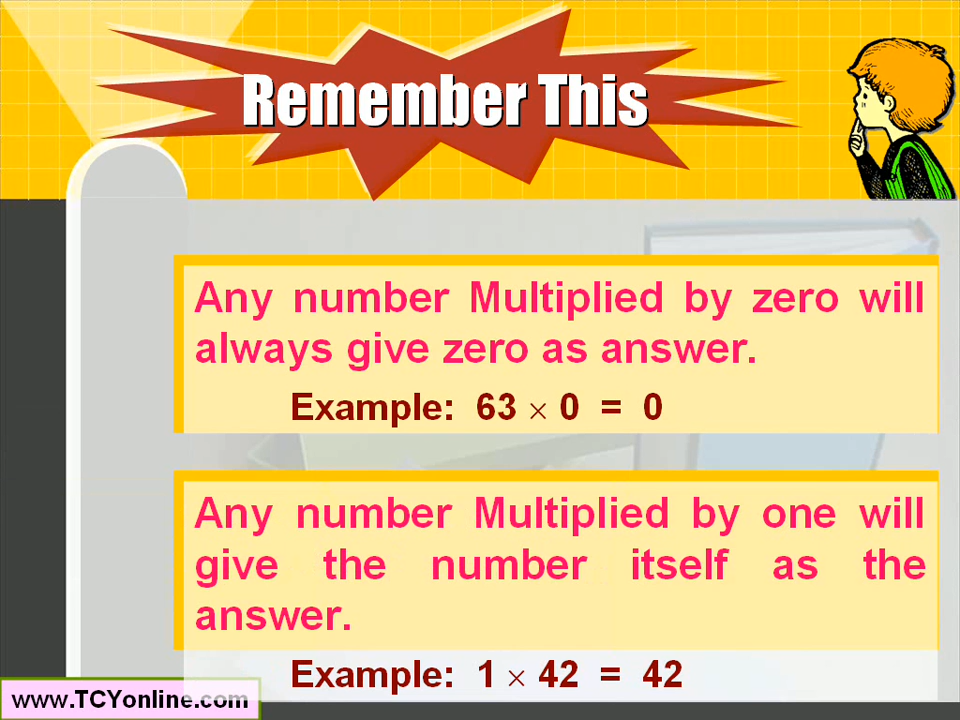 Remember This
Any number Multiplied by zero will
always give zero as answer.
Example: 63 × 0 = 0
Any number Multiplied by one will
give the number itself as the
answer.
Example: 1 × 42 = 42
www.TCYonline.com